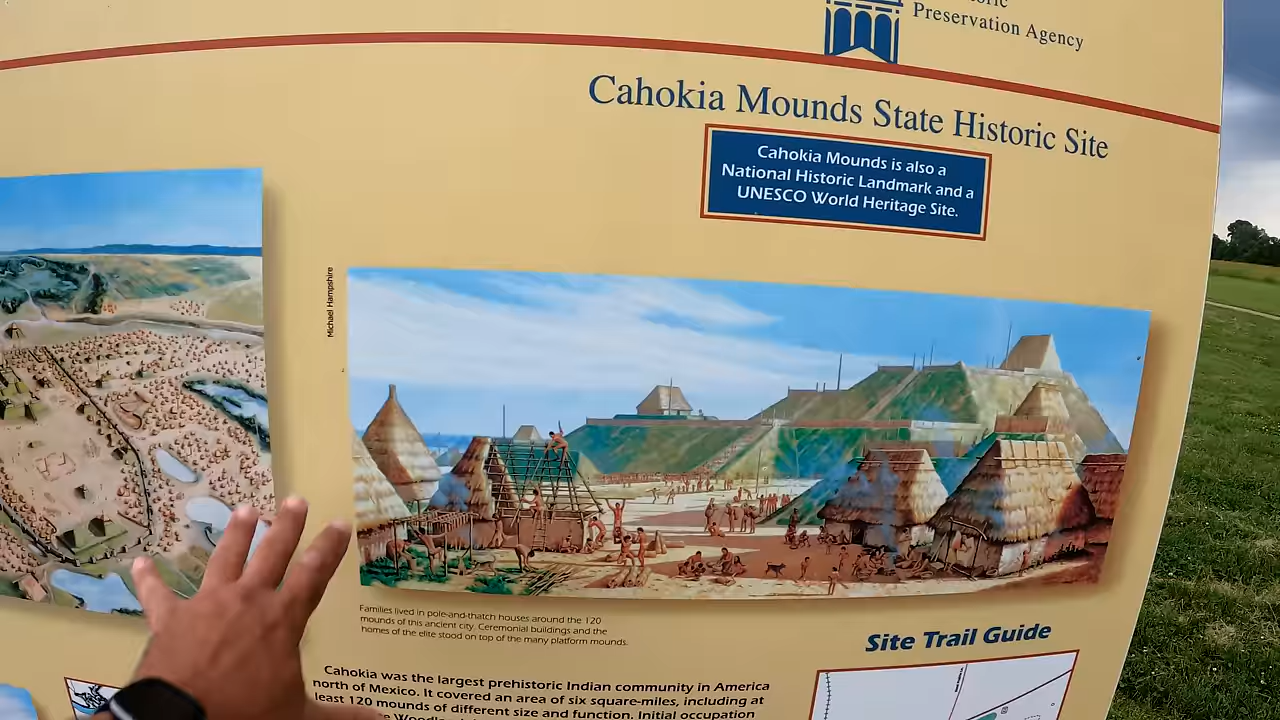 Preservation Agency
Cahokia Mounds State Historic Site
Cahokia Mounds is also a
National Historic Landmark and a
UNESCO World Heritage Site.
Michael Hampshire
Families lived in pole-and-thatch houses around the 120
mounds of this ancient city. Ceremonial buildings and the
homes of the elite stood on top of the many platform mounds.
Site Trail Guide
Cahokia was the largest prehistoric Indian community in America
north of Mexico. It covered an area of six square-miles, including at
least 120 mounds of different size and function. Initial occupation